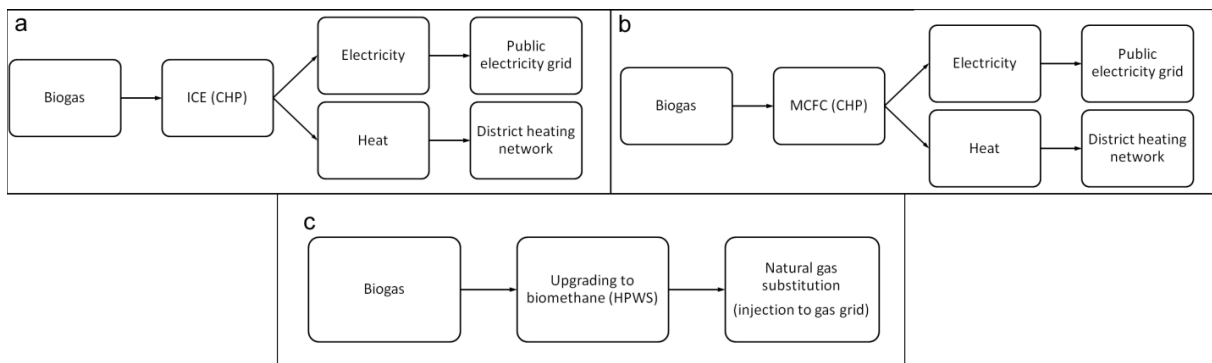 a
Biogas
ICE (CHP)
Electricity
Public
electricity grid
Heat
District heating
network
b
Biogas
MCFC (CHP)
Electricity
Public
electricity grid
Heat
District heating
network
c
Biogas
Upgrading to
biomethane (HPWS)
Natural gas
substitution
(injection to gas grid)